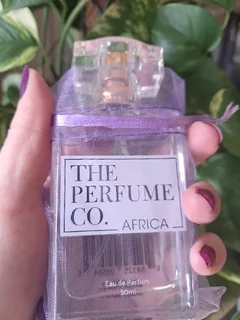 THE
PERFUME
CO. AFRICA
Eau de Parfum
50ml